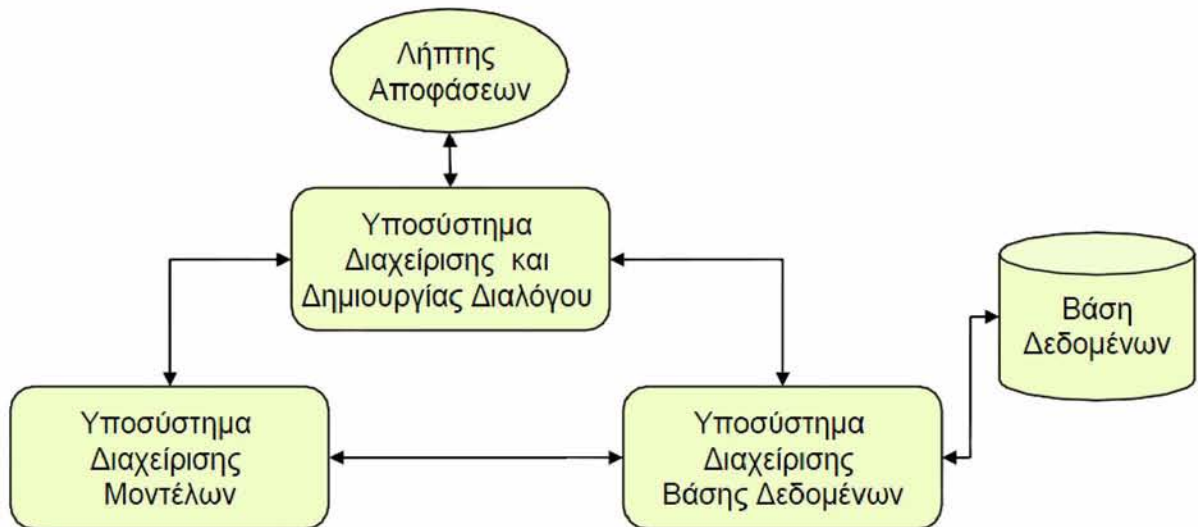 Λήπτης
Αποφάσεων
Υποσύστημα
Διαχείρισης και
Δημιουργίας Διαλόγου
Βάση
Δεδομένων
Υποσύστημα
Διαχείρισης
Μοντέλων
Υποσύστημα
Διαχείρισης
Βάσης Δεδομένων